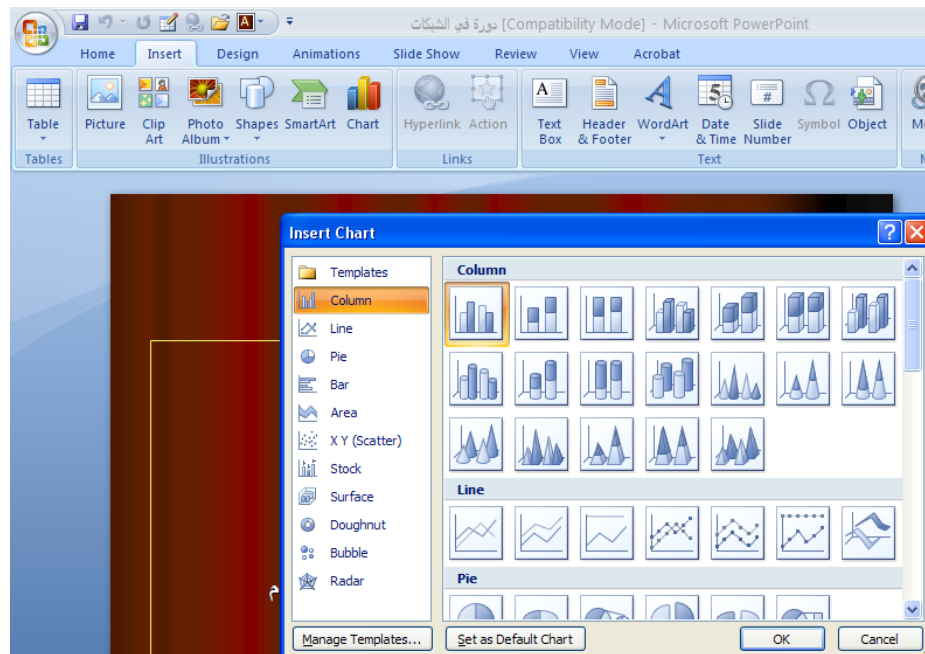 دورة في الشبكات [Compatibility Mode] - Microsoft PowerPoint
Home Insert Design Animations Slide Show Review View Acrobat
Table Picture Clip Art Photo Album Shapes SmartArt Chart Hyperlink Action Text Box Header & Footer WordArt Date & Time Slide Number Symbol Object
Tables Illustrations Links Text
Insert Chart
Templates
Column
Line
Pie
Bar
Area
X Y (Scatter)
Stock
Surface
Doughnut
Bubble
Radar
Column
Line
Pie
م
Manage Templates... Set as Default Chart OK Cancel